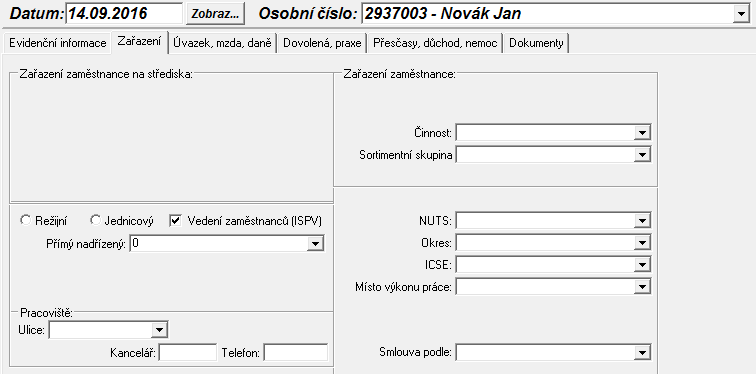 Datum: 14.09.2016 Zobraz... Osobní číslo: 2937003 - Novák Jan
Evidenční informace Zařazení Úvazek, mzda, daně Dovolená, praxe Přesčasy, důchod, nemoc Dokumenty
Zařazení zaměstnance na střediska:
Zařazení zaměstnance:
Činnost:
Sortimentní skupina
Režijní Jednicový Vedení zaměstnanců (ISPV)
Přímý nadřízený: 0
NUTS:
Okres:
ICSE:
Místo výkonu práce:
Pracoviště:
Ulice:
Kancelář: Telefon:
Smlouva podle: